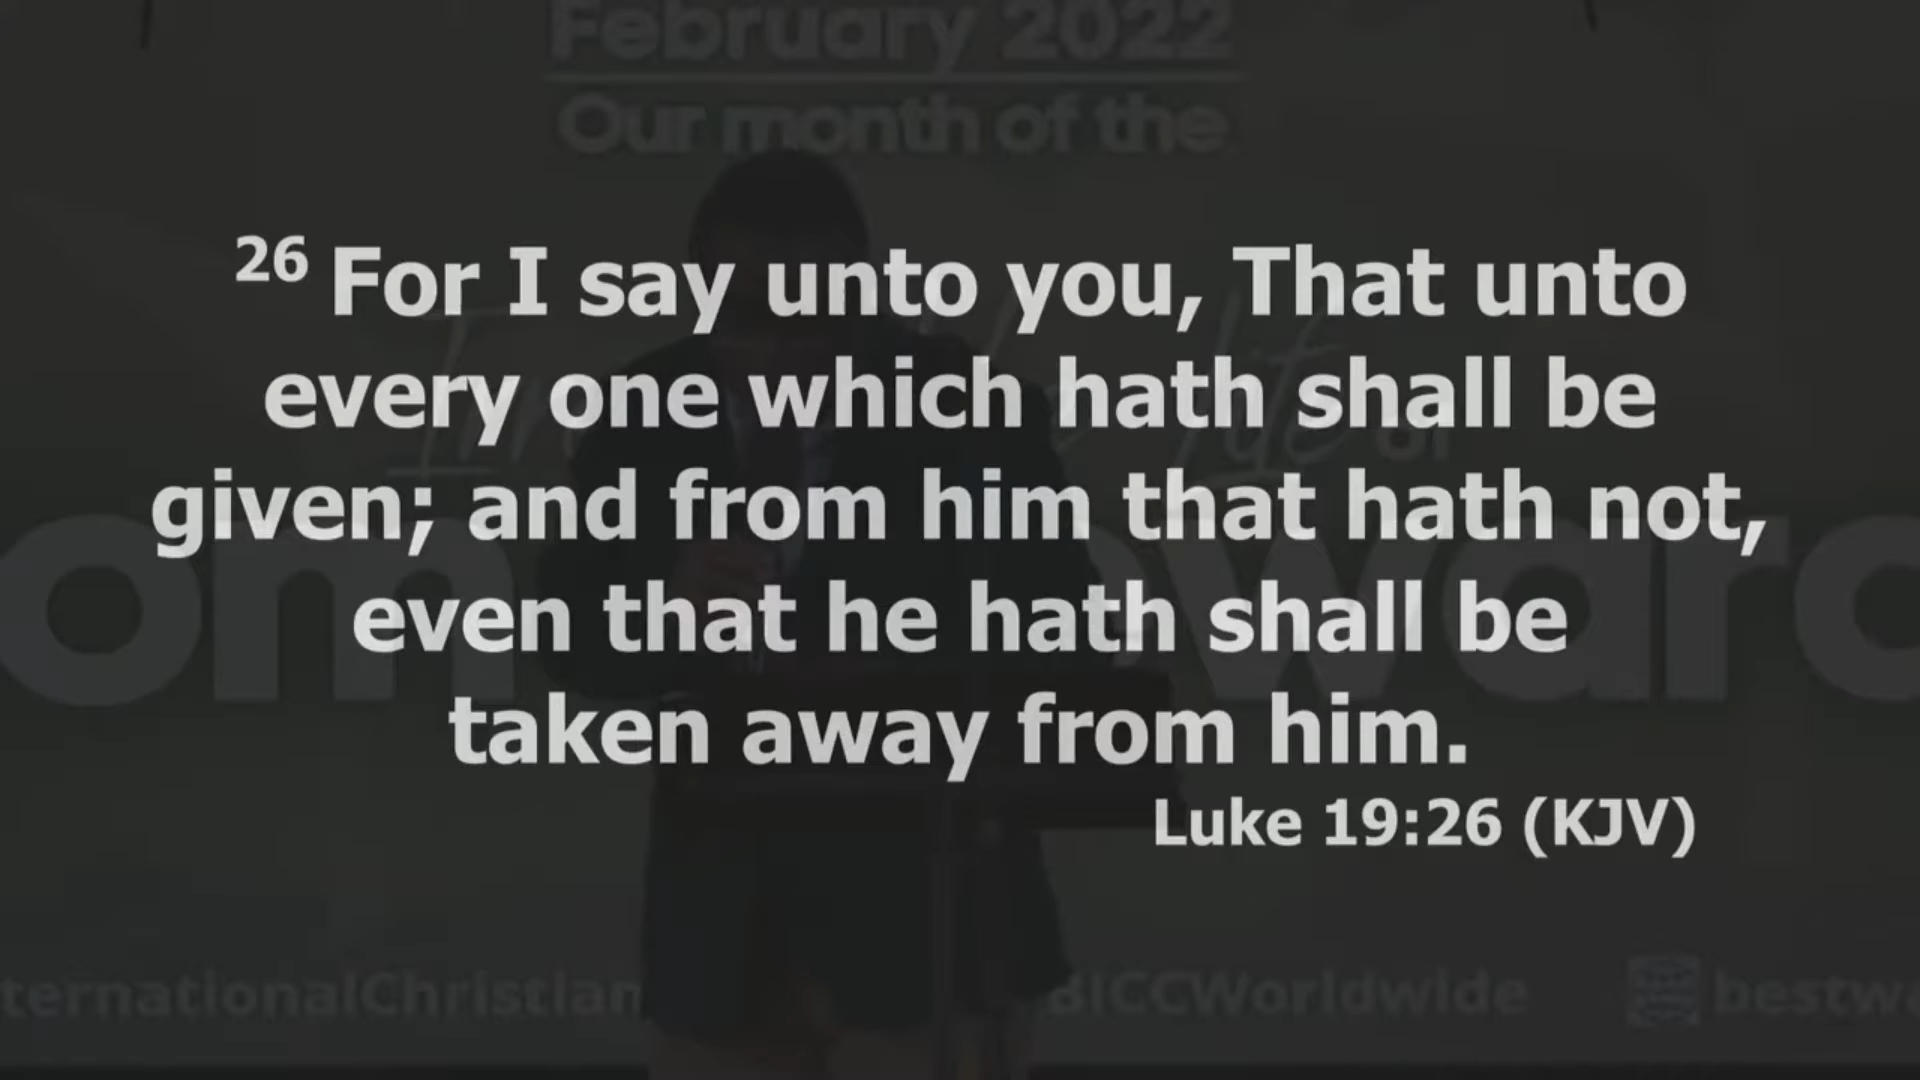 February 2022
Our month of the
26 For I say unto you, That unto
every one which hath shall be
given; and from him that hath not,
even that he hath shall be
taken away from him.
Luke 19:26 (KJV)
ternationalChristian
BICCWorldwide
bestwa